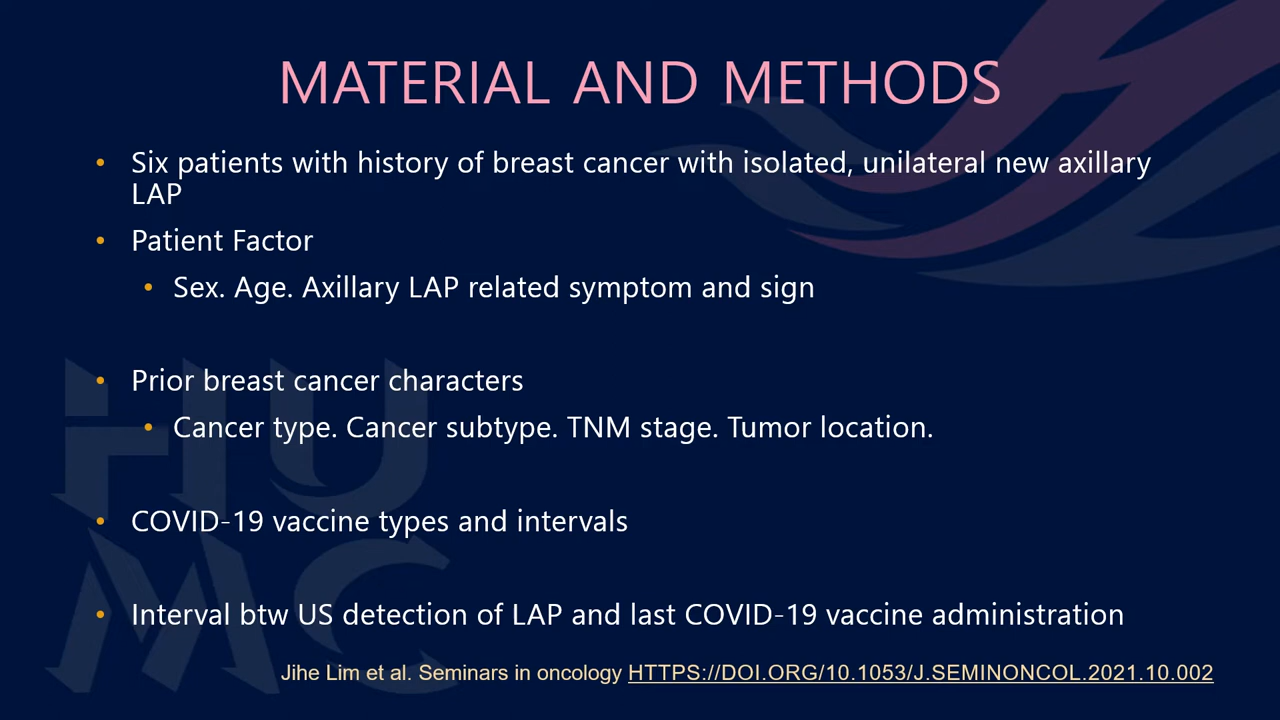 MATERIAL AND METHODS
• Six patients with history of breast cancer with isolated, unilateral new axillary
LAP
• Patient Factor
• Sex. Age. Axillary LAP related symptom and sign
• Prior breast cancer characters
• Cancer type. Cancer subtype. TNM stage. Tumor location.
• COVID-19 vaccine types and intervals
• Interval btw US detection of LAP and last COVID-19 vaccine administration
Jihe Lim et al. Seminars in oncology HTTPS://DOI.ORG/10.1053/J.SEMINONCOL.2021.10.002
HU
MC